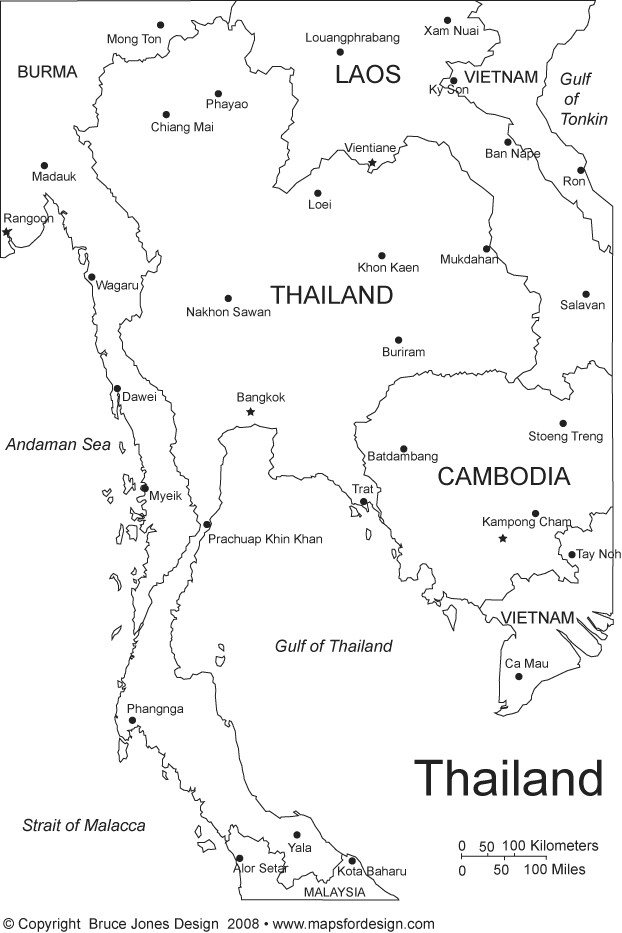 Mong Ton
Xam Nuai
Louangphrabang
BURMA
LAOS
VIETNAM
Gulf
of
Tonkin
Ky Son
Phayao
Chiang Mai
Vientiane
Ban Nape
Madauk
Ron
Loei
Rangoon
Khon Kaen
Mukdahan
Wagaru
THAILAND
Nakhon Sawan
Salavan
Buriram
Dawei
Bangkok
Stoeng Treng
Andaman Sea
Batdambang
CAMBODIA
Trat
Myeik
Kampong Cham
Prachuap Khin Khan
Tay Noh
VIETNAM
Gulf of Thailand
Ca Mau
Phangnga
Thailand
Strait of Malacca
0 50 100 Kilometers
0 50 100 Miles
Yala
Alor Setar
Kota Baharu
MALAYSIA
© Copyright Bruce Jones Design 2008 • www.mapsfordesign.com